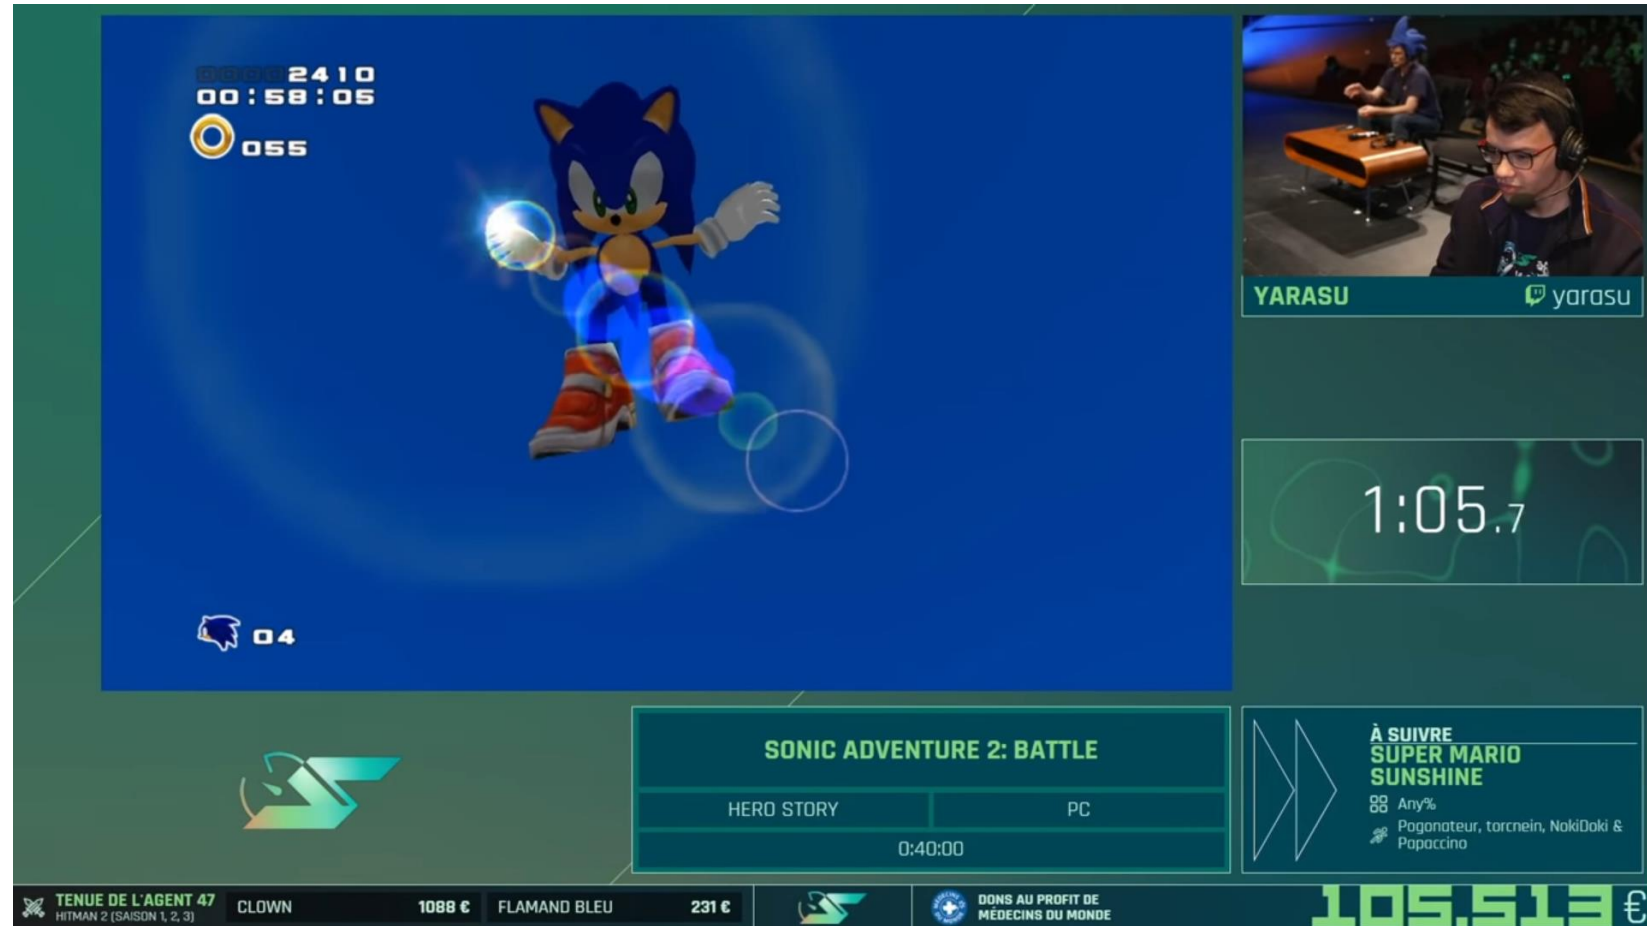 2410
00:58:05
055
04
YARASU
yarasu
1:05.7
SONIC ADVENTURE 2: BATTLE
HERO STORY
PC
0:40:00
À SUIVRE
SUPER MARIO
SUNSHINE
Any%
Pogonateur, torcnein, NokiDoki &
Papaccino
TENUE DE L'AGENT 47
HITMAN 2 (SAISON 1, 2, 3)
CLOWN
1088 €
FLAMAND BLEU
231 €
DONS AU PROFIT DE
MÉDECINS DU MONDE
105.513 €